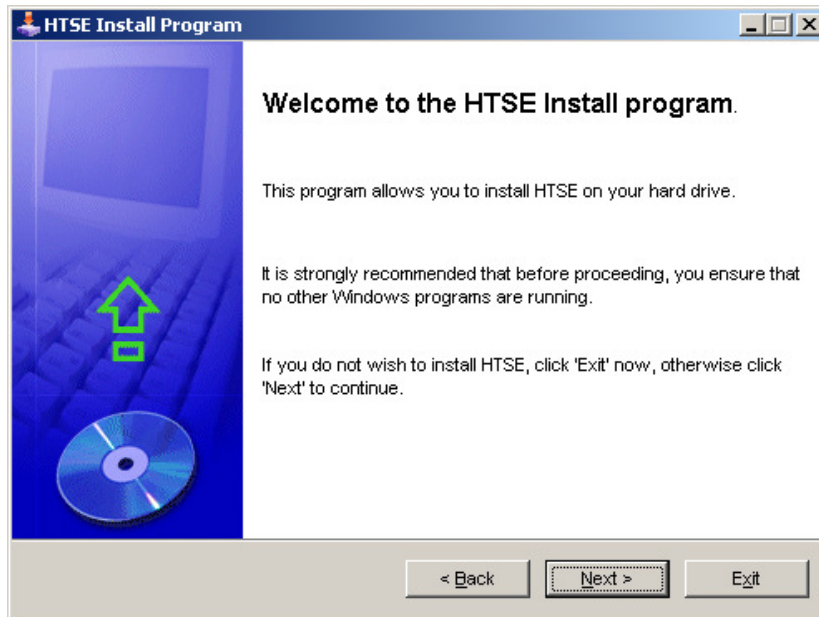 HTSE Install Program
Welcome to the HTSE Install program.
This program allows you to install HTSE on your hard drive.
It is strongly recommended that before proceeding, you ensure that
no other Windows programs are running.
If you do not wish to install HTSE, click 'Exit' now, otherwise click
'Next' to continue.
< Back Next > Exit